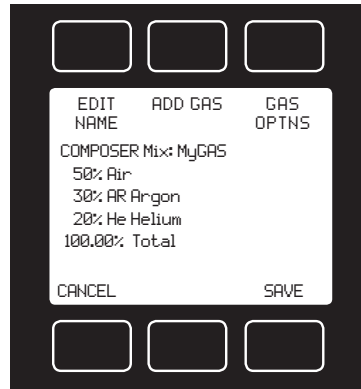 EDIT NAME ADD GAS GAS OPTNS
COMPOSER Mix: MyGAS
50% Air
30% AR Argon
20% He Helium
100.00% Total
CANCEL SAVE